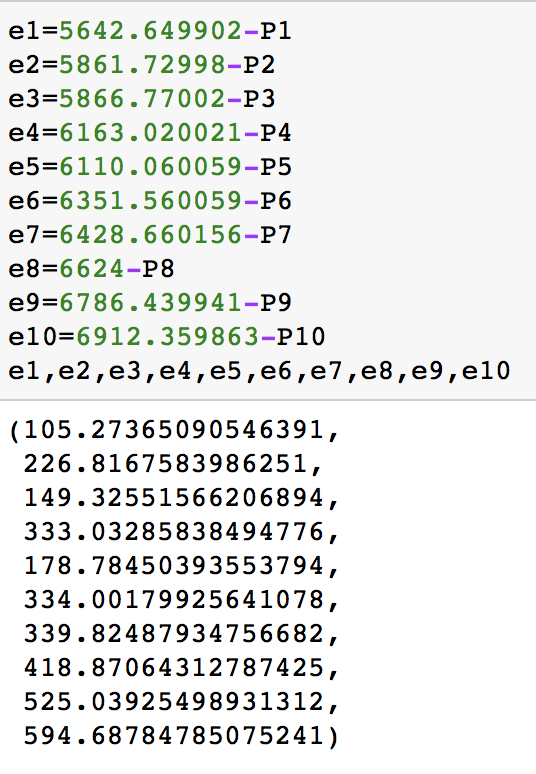 e1=5642.649902-P1
e2=5861.72998-P2
e3=5866.77002-P3
e4=6163.020021-P4
e5=6110.060059-P5
e6=6351.560059-P6
e7=6428.660156-P7
e8=6624-P8
e9=6786.439941-P9
e10=6912.359863-P10
e1,e2,e3,e4,e5,e6,e7,e8,e9,e10
(105.27365090546391,
226.8167583986251,
149.32551566206894,
333.03285838494776,
178.78450393553794,
334.00179925641078,
339.82487934756682,
418.87064312787425,
525.03925498931312,
594.68784785075241)